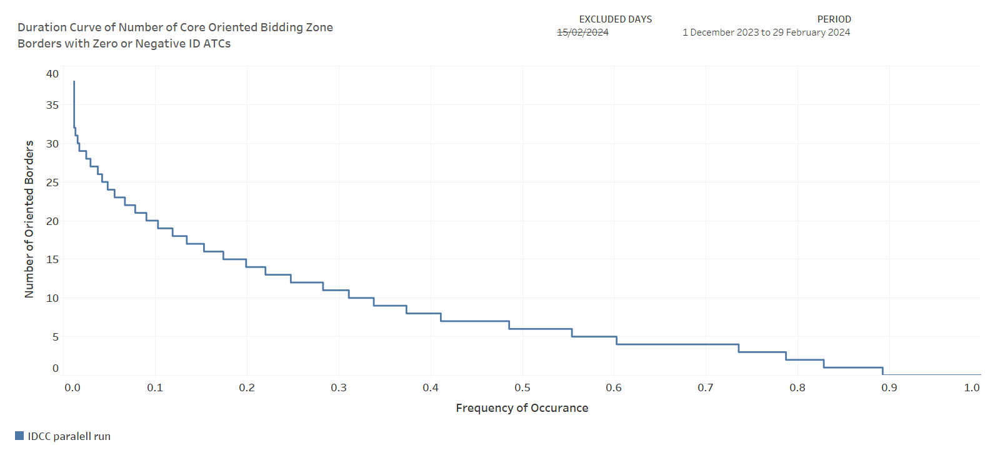 Duration Curve of Number of Core Oriented Bidding Zone
Borders with Zero or Negative ID ATCs
EXCLUDED DAYS
15/02/2024
PERIOD
1 December 2023 to 29 February 2024
Number of Oriented Borders
40
35
30
25
20
15
10
5
0
0.0 0.1 0.2 0.3 0.4 0.5 0.6 0.7 0.8 0.9 1.0
Frequency of Occurance
IDCC paralell run